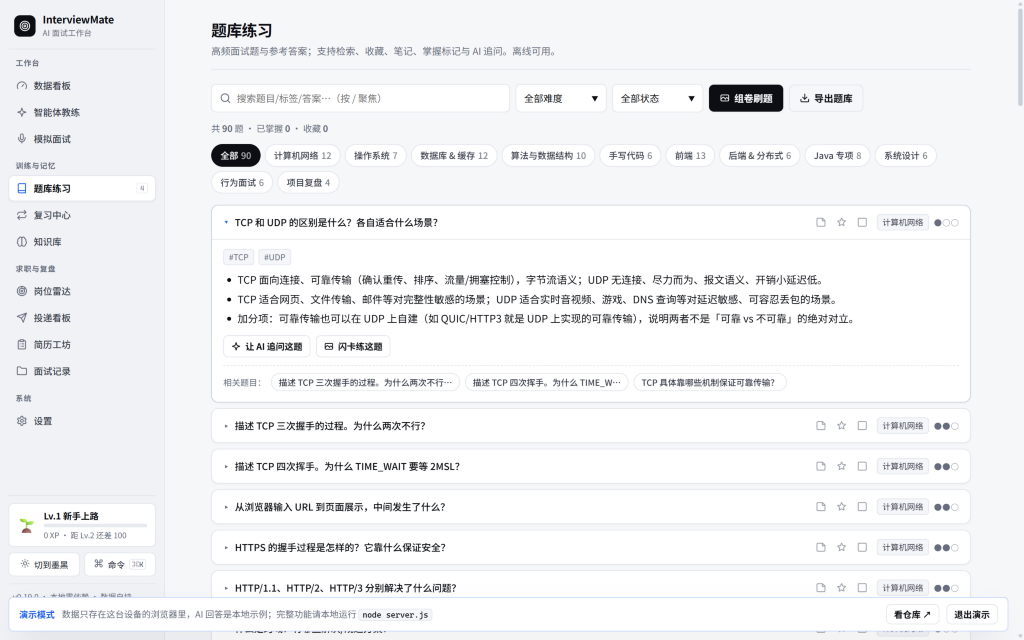 InterviewMate
AI 面试工作台
工作台
数据看板
智能体教练
模拟面试
训练与记忆
题库练习
复习中心
知识库
求职与复盘
岗位雷达
投递看板
简历工坊
面试记录
系统
设置
Lv.1 新手上路
0 XP · 距 Lv.2 还差 100
切到墨黑
⌘ 命令 ⌘K
题库练习
高频面试题与参考答案；支持检索、收藏、笔记、掌握标记与 AI 追问。离线可用。
搜索题目/标签/答案…（按 / 聚焦）
全部难度
全部状态
组卷刷题
导出题库
共 90 题 · 已掌握 0 · 收藏 0
全部 90
计算机网络 12
操作系统 7
数据库 & 缓存 12
算法与数据结构 10
手写代码 6
前端 13
后端 & 分布式 6
Java 专项 8
系统设计 6
行为面试 6
项目复盘 4
TCP 和 UDP 的区别是什么？各自适合什么场景？
计算机网络
#TCP #UDP
TCP 面向连接、可靠传输（确认重传、排序、流量/拥塞控制），字节流语义；UDP 无连接、尽力而为、报文语义、开销小延迟低。
TCP 适合网页、文件传输、邮件等对完整性敏感的场景；UDP 适合实时音视频、游戏、DNS 查询等对延迟敏感、可容忍丢包的场景。
加分项：可靠传输也可以在 UDP 上自建（如 QUIC/HTTP3 就是 UDP 上实现的可靠传输），说明两者不是「可靠 vs 不可靠」的绝对对立。
让 AI 追问这题
闪卡练这题
相关题目：
描述 TCP 三次握手的过程。为什么两次不行…
描述 TCP 四次挥手。为什么 TIME_W…
TCP 具体靠哪些机制保证可靠传输？
描述 TCP 三次握手的过程。为什么两次不行？
计算机网络
描述 TCP 四次挥手。为什么 TIME_WAIT 要等 2MSL？
计算机网络
从浏览器输入 URL 到页面展示，中间发生了什么？
计算机网络
HTTPS 的握手过程是怎样的？它靠什么保证安全？
计算机网络
HTTP/1.1、HTTP/2、HTTP/3 分别解决了什么问题？
计算机网络
演示模式 数据只存在这台设备的浏览器里，AI 回答是本地示例；完整功能请本地运行 node server.js
看仓库 ↗
退出演示